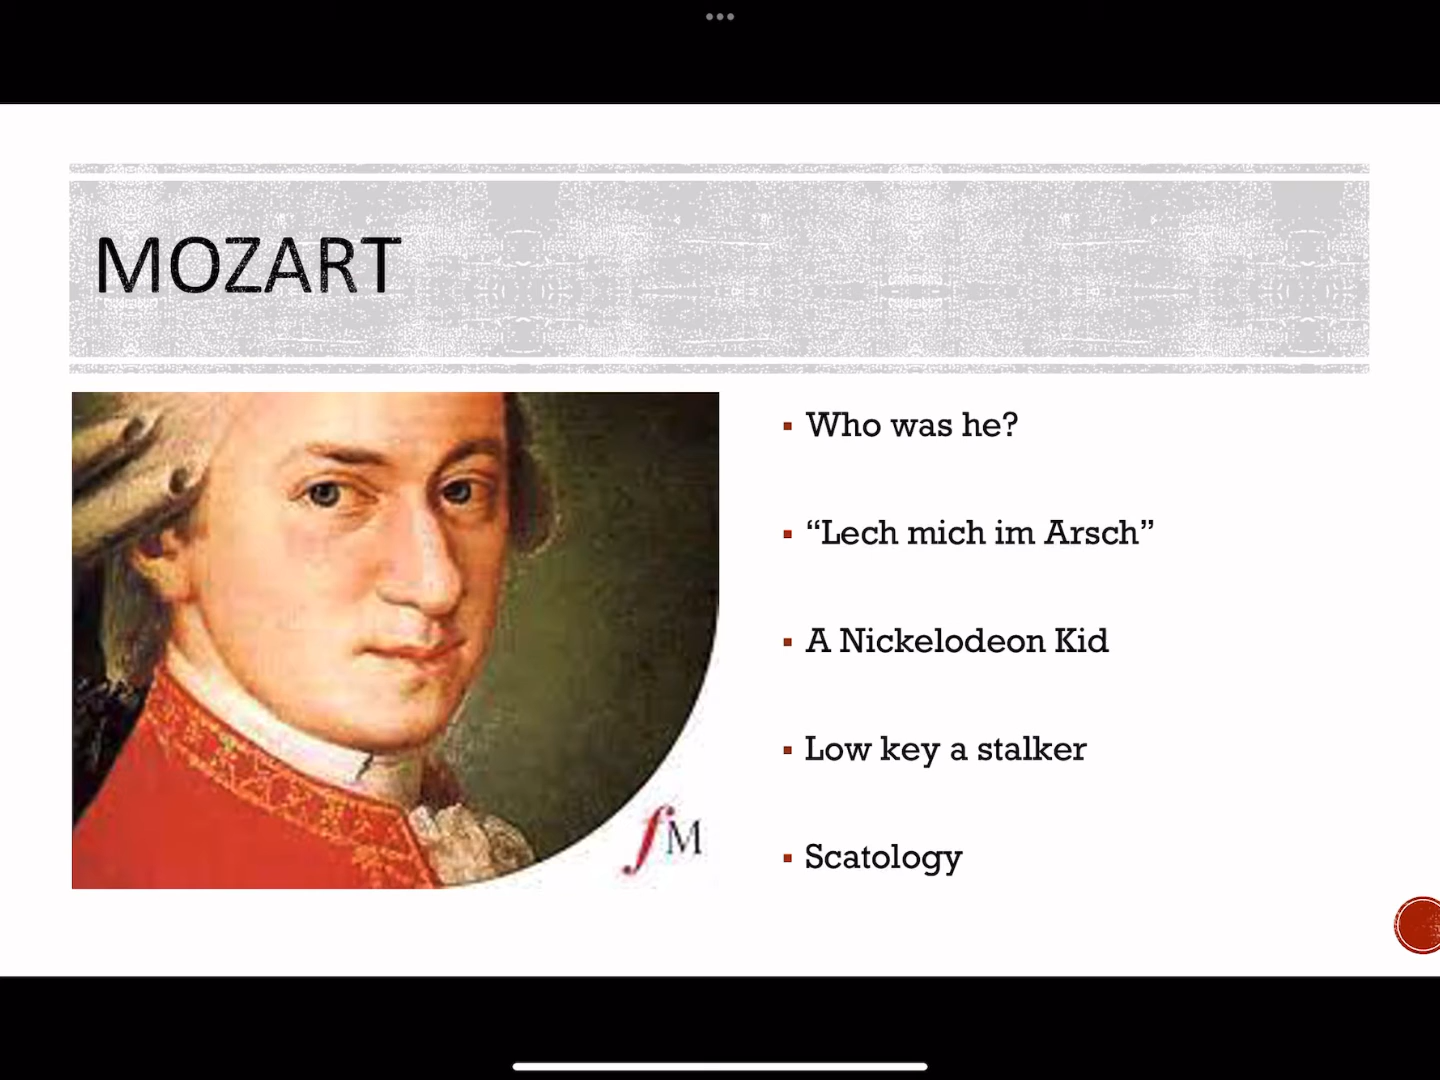 MOZART
Who was he?
“Lech mich im Arsch”
A Nickelodeon Kid
Low key a stalker
Scatology
fM